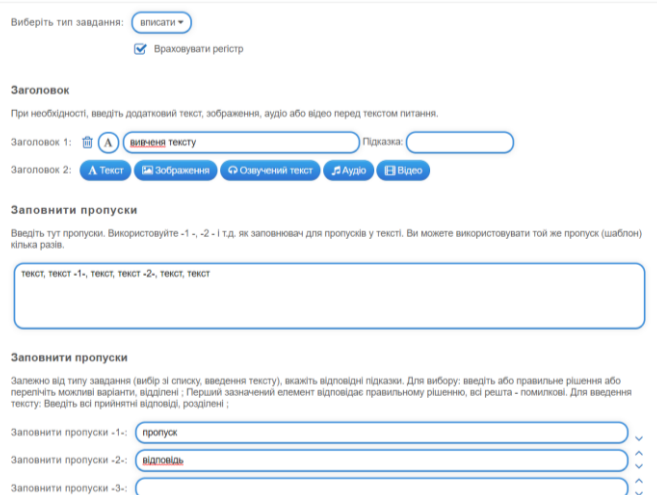 Виберіть тип завдання: вписати
Враховувати регістр
Заголовок
При необхідності, введіть додатковий текст, зображення, аудіо або відео перед текстом питання.
Заголовок 1: A вивченя тексту Підказка:
Заголовок 2: A Текст Зображення Озвучений текст Аудіо Відео
Заповнити пропуски
Введіть тут пропуски. Використовуйте -1 -, -2 - і т.д. як заповнювач для пропусків у тексті. Ви можете використовувати той же пропуск (шаблон)
кілька разів.
текст, текст -1-, текст, текст -2-, текст, текст
Заповнити пропуски
Залежно від типу завдання (вибір зі списку, введення тексту), вкажіть відповідні підказки. Для вибору: введіть або правильне рішення або
перелічіть можливі варіанти, відділені ; Перший зазначений елемент відповідає правильному рішенню, всі решта - помилкові. Для введення
тексту: Введіть всі прийнятні відповіді, розділені ;
Заповнити пропуски -1-: пропуск
Заповнити пропуски -2-: відповідь
Заповнити пропуски -3-: